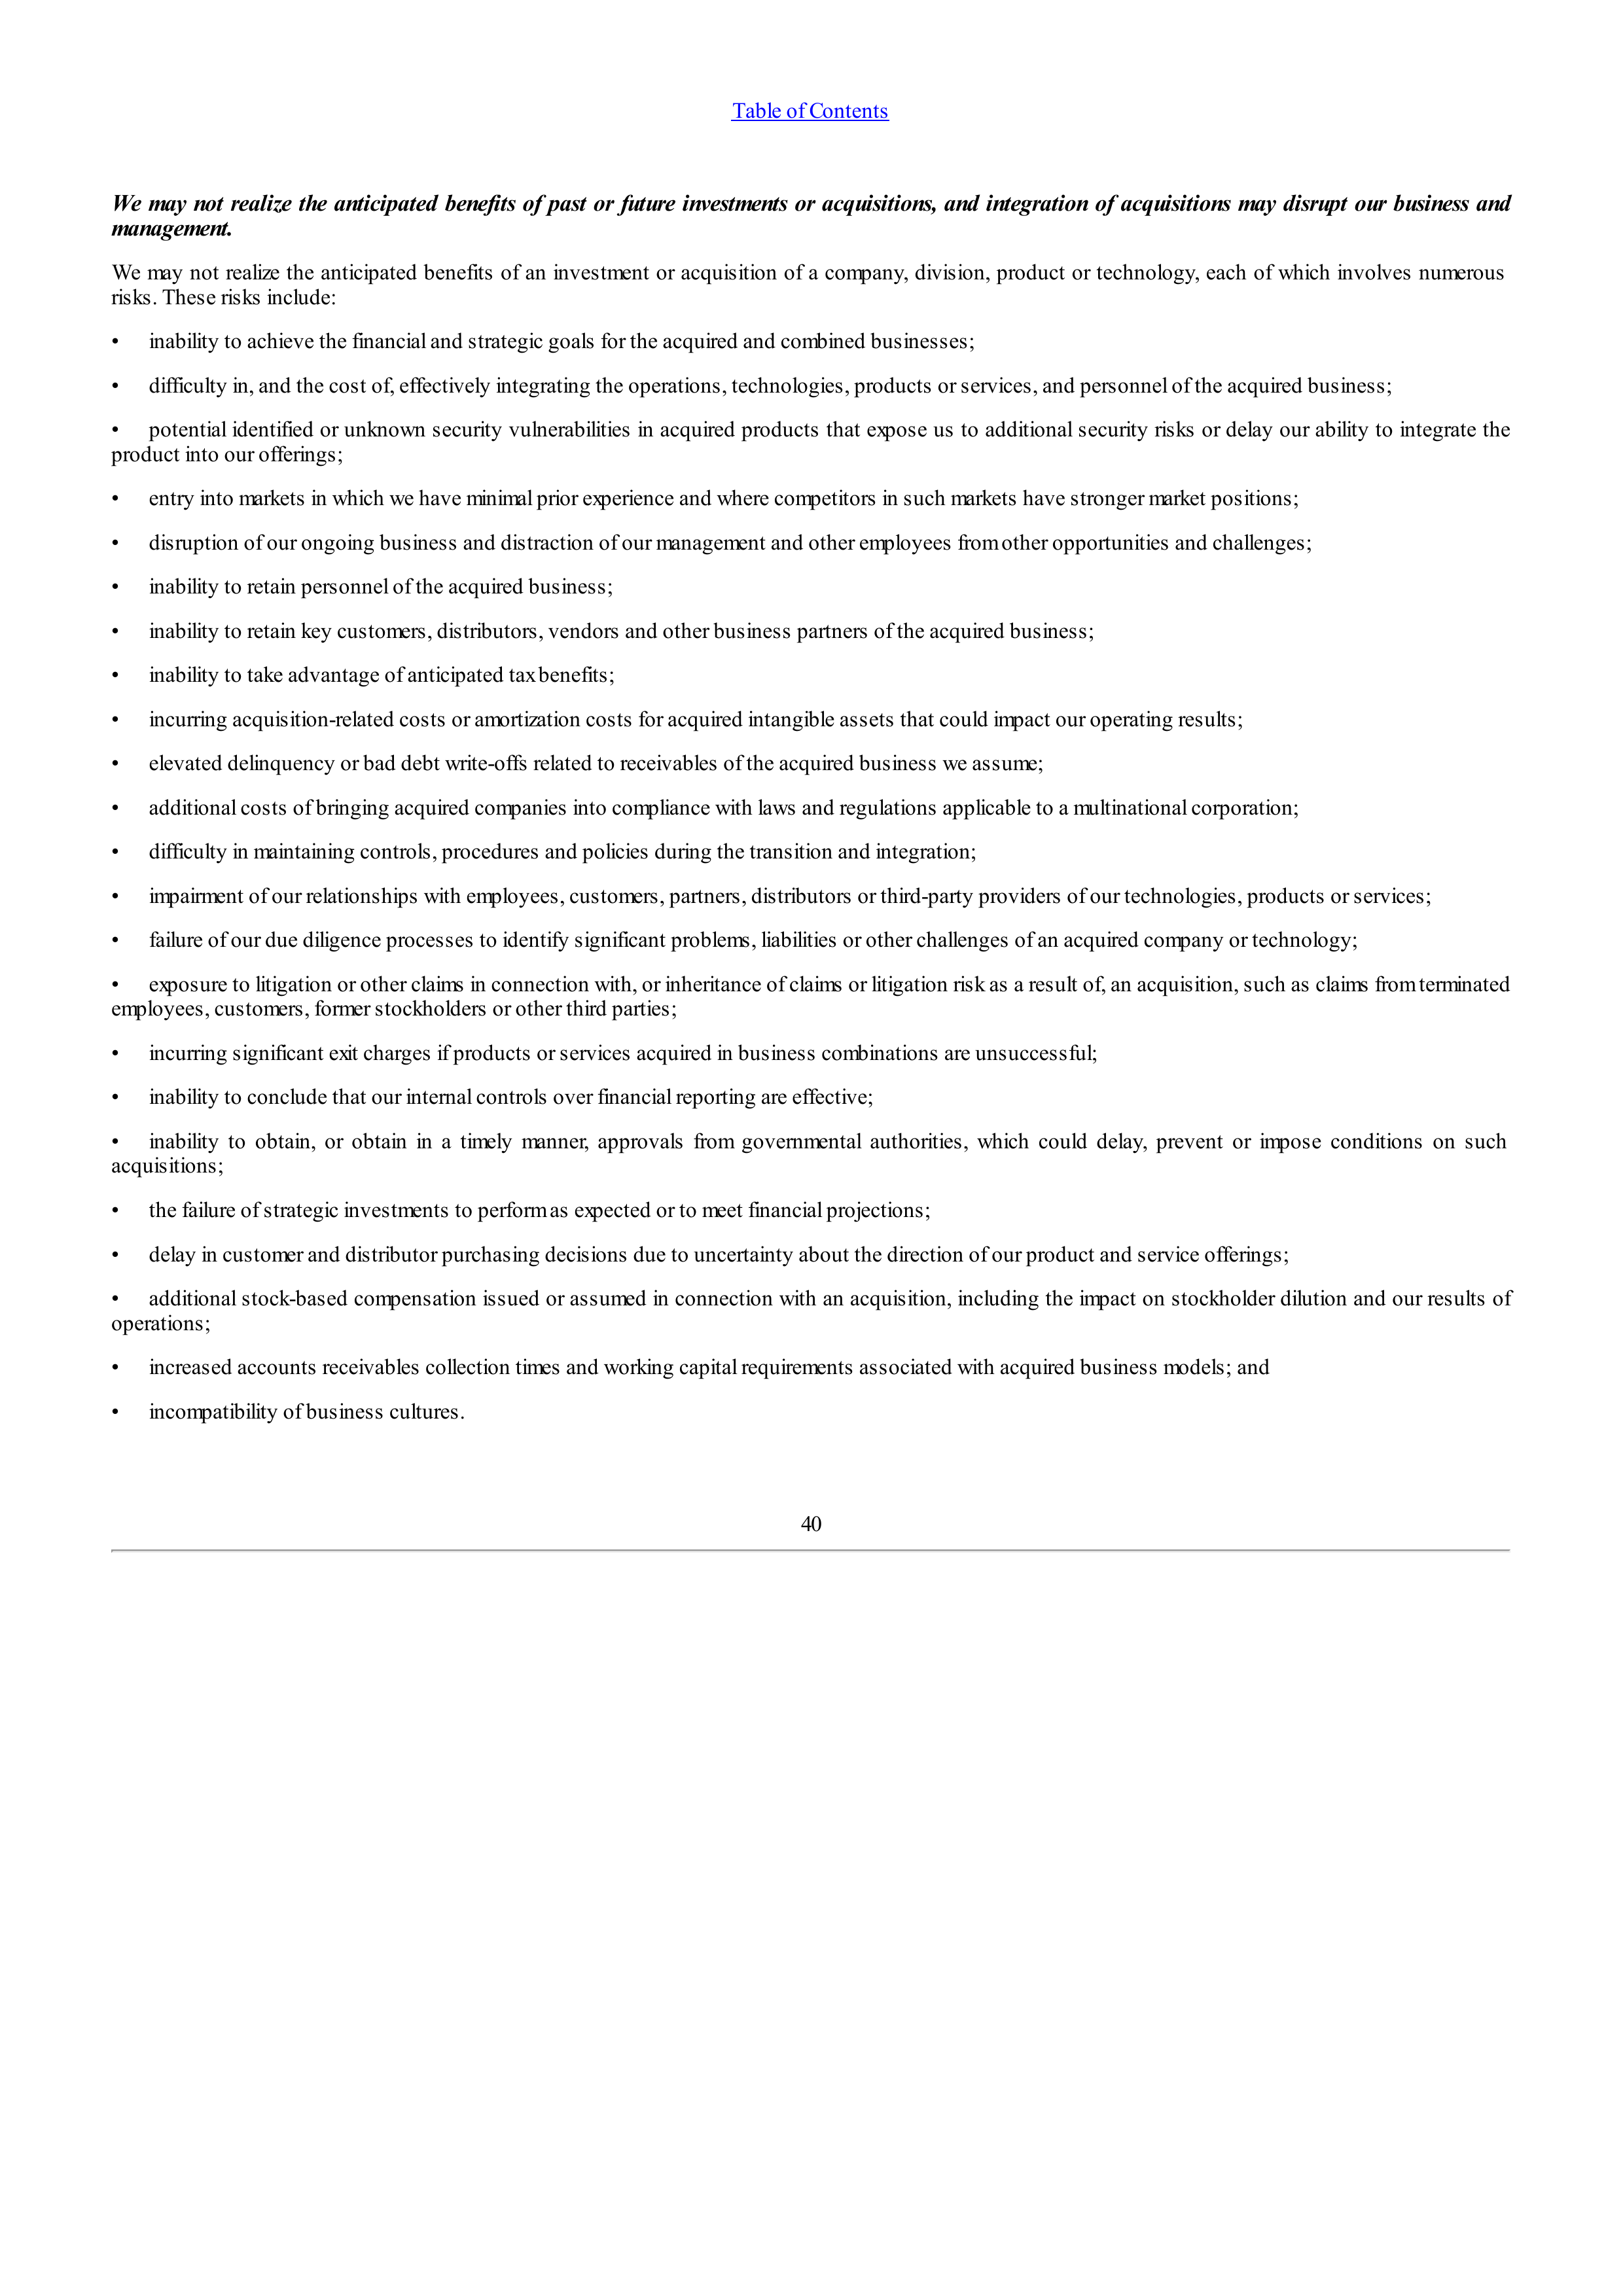 Table of Contents
We may not realize the anticipated benefits of past or future investments or acquisitions, and integration of acquisitions may disrupt our business and
management.
We may not realize the anticipated benefits of an investment or acquisition of a company, division, product or technology, each of which involves numerous
risks. These risks include:
• inability to achieve the financial and strategic goals for the acquired and combined businesses;
• difficulty in, and the cost of, effectively integrating the operations, technologies, products or services, and personnel of the acquired business;
• potential identified or unknown security vulnerabilities in acquired products that expose us to additional security risks or delay our ability to integrate the
product into our offerings;
• entry into markets in which we have minimal prior experience and where competitors in such markets have stronger market positions;
• disruption of our ongoing business and distraction of our management and other employees from other opportunities and challenges;
• inability to retain personnel of the acquired business;
• inability to retain key customers, distributors, vendors and other business partners of the acquired business;
• inability to take advantage of anticipated tax benefits;
• incurring acquisition-related costs or amortization costs for acquired intangible assets that could impact our operating results;
• elevated delinquency or bad debt write-offs related to receivables of the acquired business we assume;
• additional costs of bringing acquired companies into compliance with laws and regulations applicable to a multinational corporation;
• difficulty in maintaining controls, procedures and policies during the transition and integration;
• impairment of our relationships with employees, customers, partners, distributors or third-party providers of our technologies, products or services;
• failure of our due diligence processes to identify significant problems, liabilities or other challenges of an acquired company or technology;
• exposure to litigation or other claims in connection with, or inheritance of claims or litigation risk as a result of, an acquisition, such as claims from terminated
employees, customers, former stockholders or other third parties;
• incurring significant exit charges if products or services acquired in business combinations are unsuccessful;
• inability to conclude that our internal controls over financial reporting are effective;
• inability to obtain, or obtain in a timely manner, approvals from governmental authorities, which could delay, prevent or impose conditions on such
acquisitions;
• the failure of strategic investments to perform as expected or to meet financial projections;
• delay in customer and distributor purchasing decisions due to uncertainty about the direction of our product and service offerings;
• additional stock-based compensation issued or assumed in connection with an acquisition, including the impact on stockholder dilution and our results of
operations;
• increased accounts receivables collection times and working capital requirements associated with acquired business models; and
• incompatibility of business cultures.
40